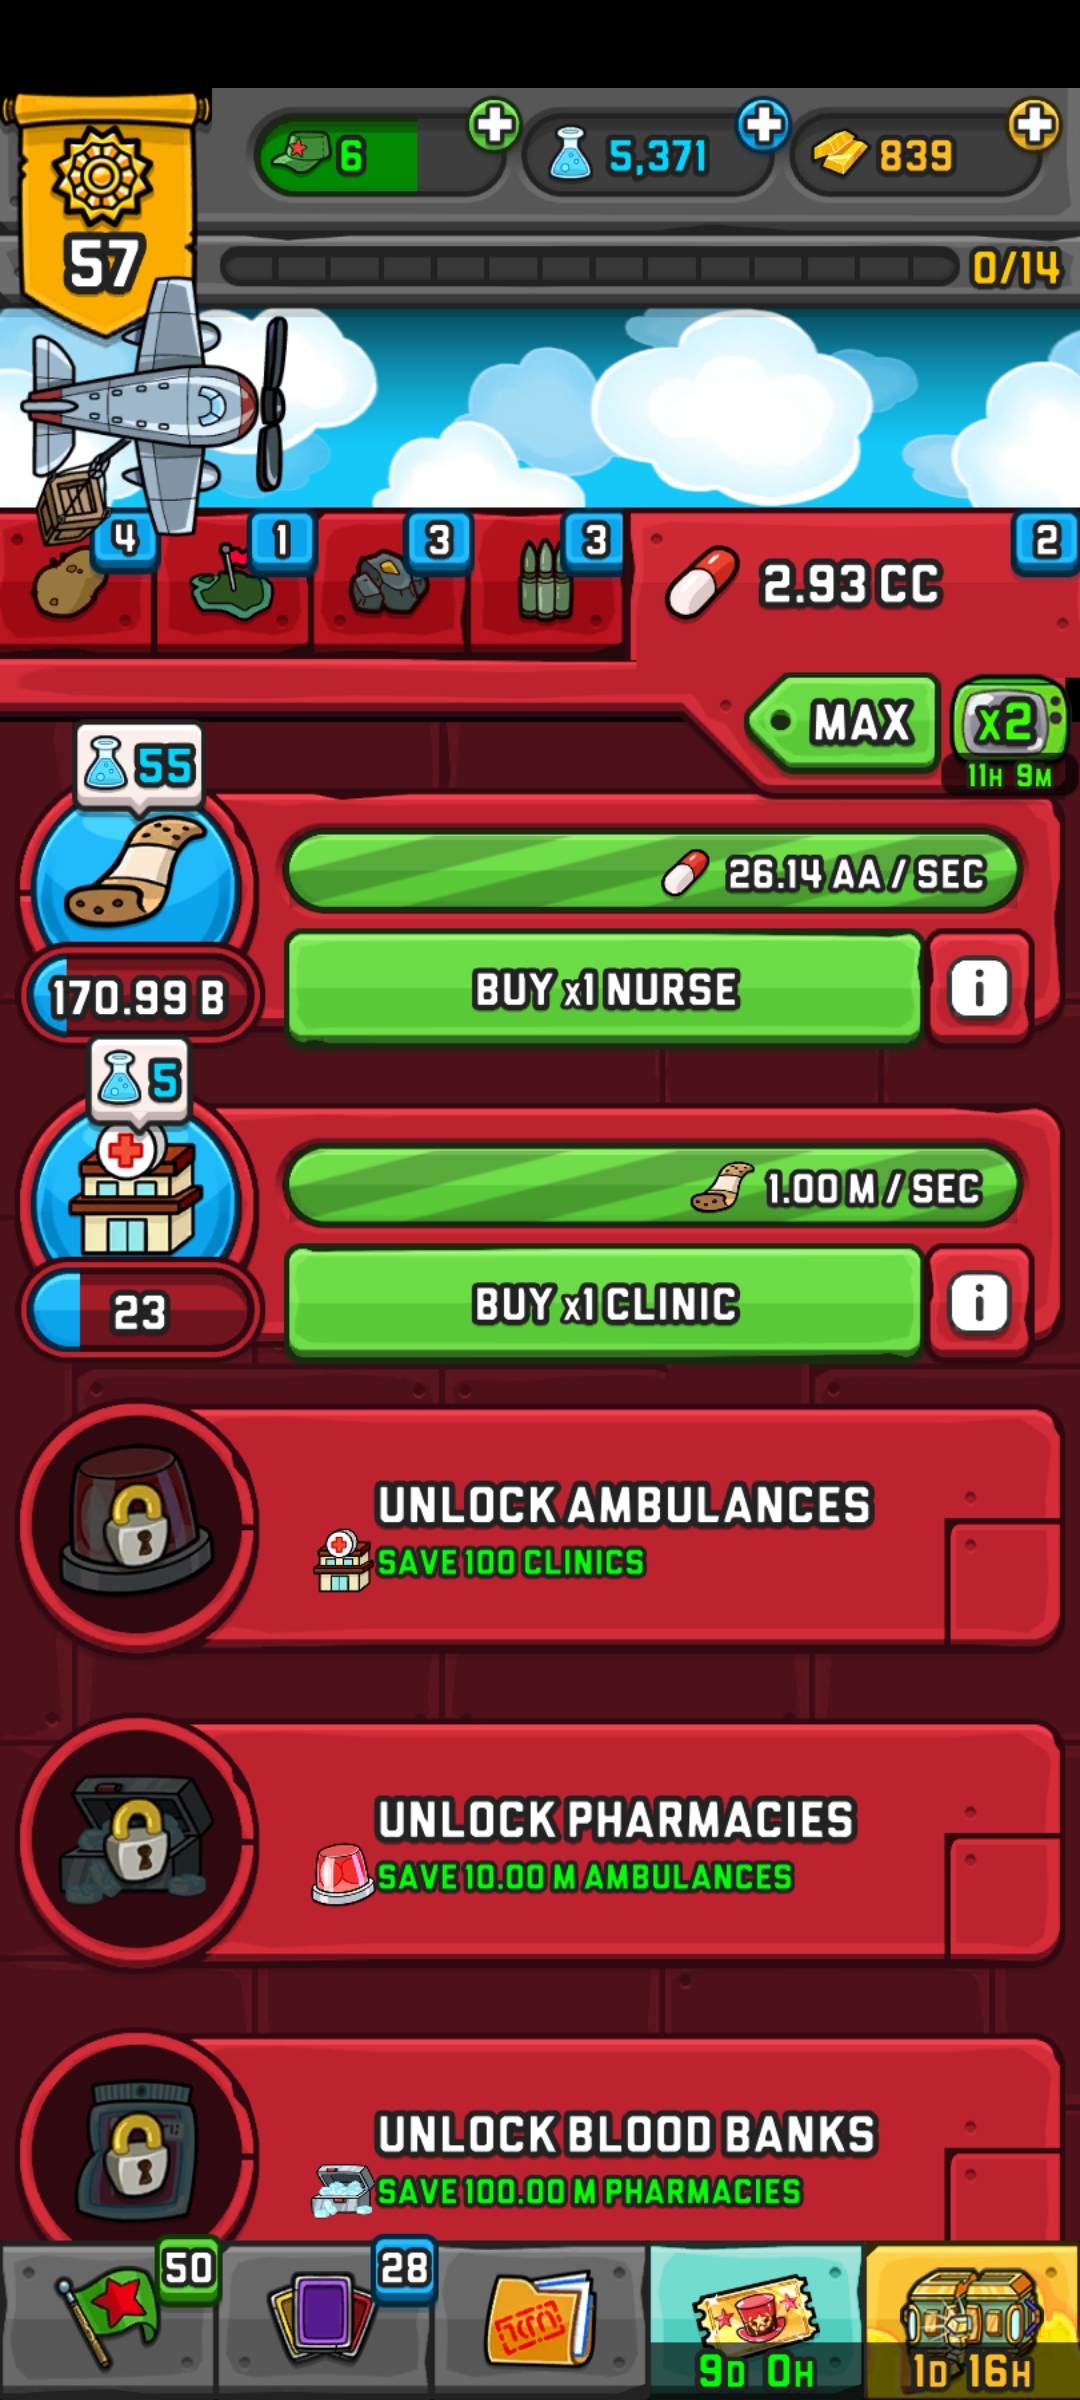 6
5,371
839
57
0/14
4
1
3
3
2
2.93 CC
MAX
x2
11H 9M
55
26.14 AA / SEC
170.99 B
BUY x1 NURSE
i
5
1.00 M / SEC
23
BUY x1 CLINIC
i
UNLOCK AMBULANCES
SAVE 100 CLINICS
UNLOCK PHARMACIES
SAVE 10.00 M AMBULANCES
UNLOCK BLOOD BANKS
SAVE 100.00 M PHARMACIES
50
28
9D 0H
1D 16H